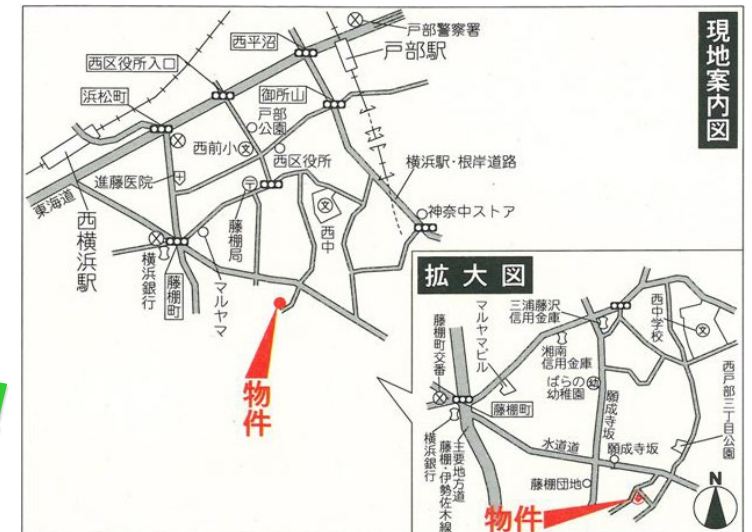 現地案内図
西平沼
戸部警察署
戸部駅
西区役所入口
浜松町
御所山
戸部
公園
西前小
文
西区役所
進藤医院
横浜駅・根岸道路
東海道
藤棚局
文
西中
神奈中ストア
西横浜駅
横浜
銀行
藤棚町
マルヤマ
物件
拡大図
藤棚町交番
マルヤマビル
三浦藤沢
信用金庫
西中学校
文
湘南
信用金庫
ばらの
幼稚園
幼
願成寺坂
西戸部三丁目公園
藤棚町
横浜銀行
主要地方道
藤棚・伊勢佐木線
水道道
願成寺坂
藤棚団地
物件
N